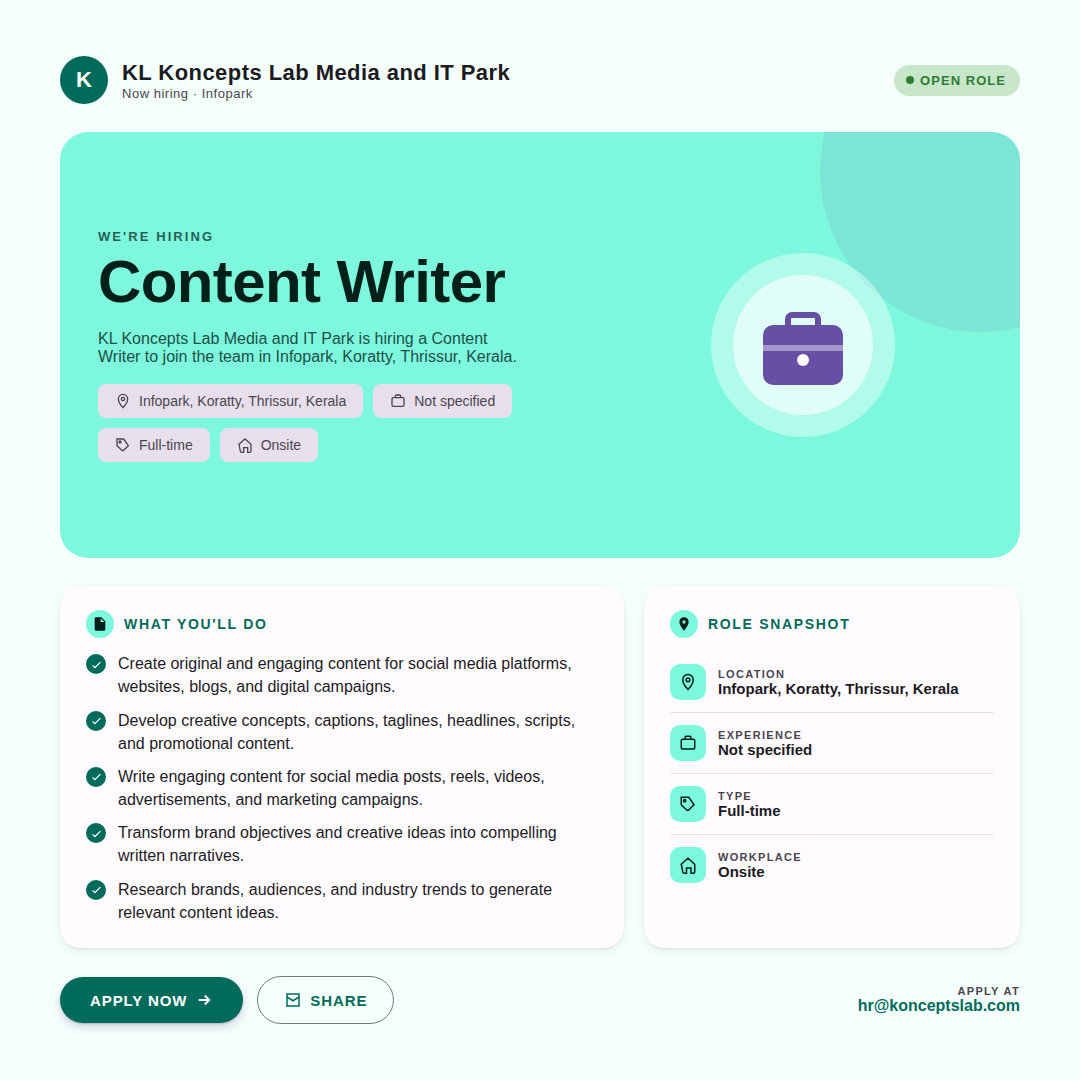 K
KL Koncepts Lab Media and IT Park
Now hiring · Infopark
OPEN ROLE
WE'RE HIRING
Content Writer
KL Koncepts Lab Media and IT Park is hiring a Content
Writer to join the team in Infopark, Koratty, Thrissur, Kerala.
Infopark, Koratty, Thrissur, Kerala
Not specified
Full-time
Onsite
WHAT YOU'LL DO
Create original and engaging content for social media platforms,
websites, blogs, and digital campaigns.
Develop creative concepts, captions, taglines, headlines, scripts,
and promotional content.
Write engaging content for social media posts, reels, videos,
advertisements, and marketing campaigns.
Transform brand objectives and creative ideas into compelling
written narratives.
Research brands, audiences, and industry trends to generate
relevant content ideas.
ROLE SNAPSHOT
LOCATION
Infopark, Koratty, Thrissur, Kerala
EXPERIENCE
Not specified
TYPE
Full-time
WORKPLACE
Onsite
APPLY NOW
SHARE
APPLY AT
hr@konceptslab.com